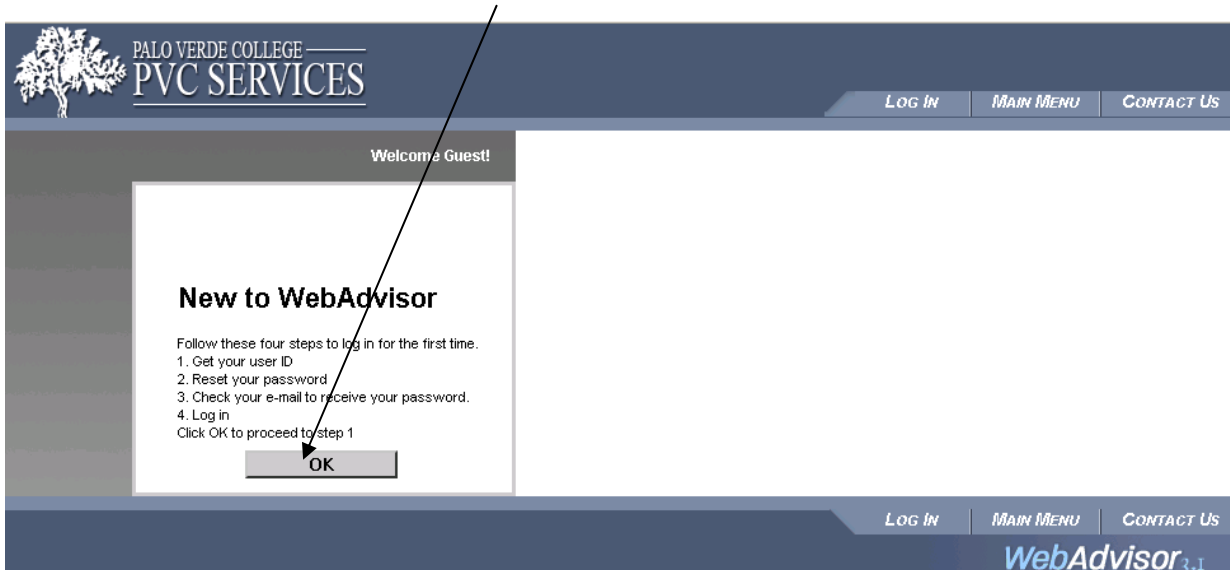 PALO VERDE COLLEGE
PVC SERVICES
LOG IN MAIN MENU CONTACT US
Welcome Guest!
New to WebAdvisor
Follow these four steps to log in for the first time.
1. Get your user ID
2. Reset your password
3. Check your e-mail to receive your password.
4. Log in
Click OK to proceed to step 1
OK
LOG IN MAIN MENU CONTACT US
WebAdvisor 3.1